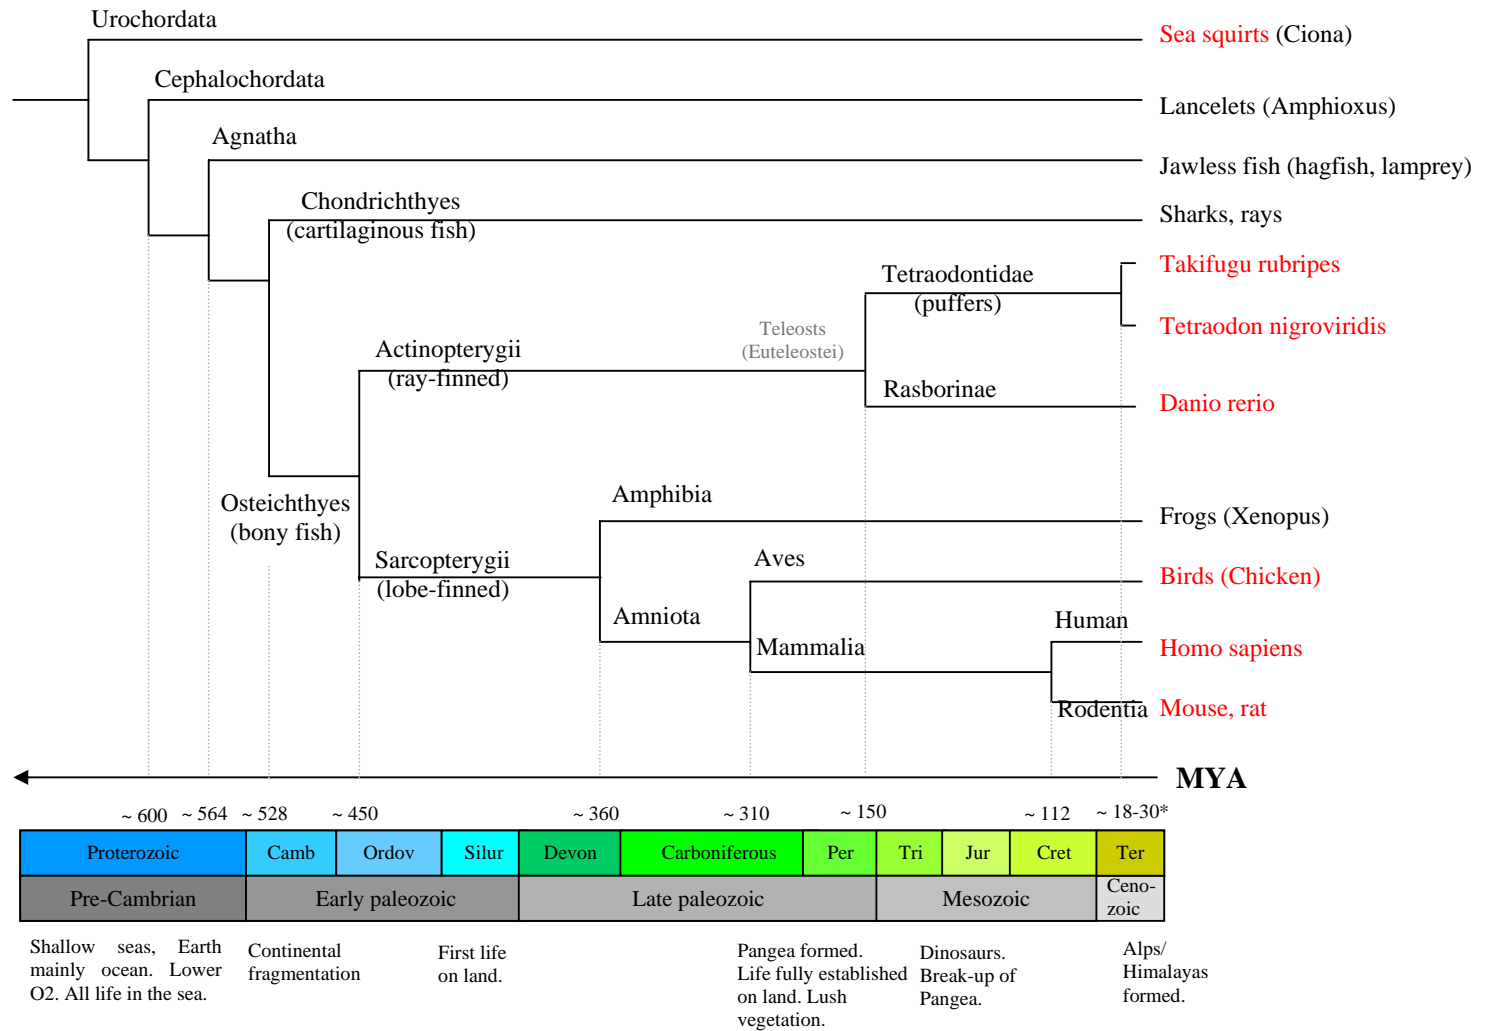 Urochordata
Sea squirts (Ciona)
Cephalochordata
Lancelets (Amphioxus)
Agnatha
Jawless fish (hagfish, lamprey)
Chondrichthyes
(cartilaginous fish)
Sharks, rays
Tetraodontidae
(puffers)
Takifugu rubripes
Teleosts
(Euteleostei)
Tetraodon nigroviridis
Actinopterygii
(ray-finned)
Rasborinae
Danio rerio
Osteichthyes
(bony fish)
Amphibia
Frogs (Xenopus)
Sarcopterygii
(lobe-finned)
Aves
Birds (Chicken)
Amniota
Human
Mammalia
Homo sapiens
Rodentia
Mouse, rat
MYA
~ 600 ~ 564 ~ 528 ~ 450 ~ 360 ~ 310 ~ 150 ~ 112 ~ 18-30*
Proterozoic Camb Ordov Silur Devon Carboniferous Per Tri Jur Cret Ter
Pre-Cambrian Early paleozoic Late paleozoic Mesozoic
Ceno-
zoic
Shallow seas, Earth
mainly ocean. Lower
O2. All life in the sea.
Continental
fragmentation
First life
on land.
Pangea formed.
Life fully established
on land. Lush
vegetation.
Dinosaurs.
Break-up of
Pangea.
Alps/
Himalayas
formed.